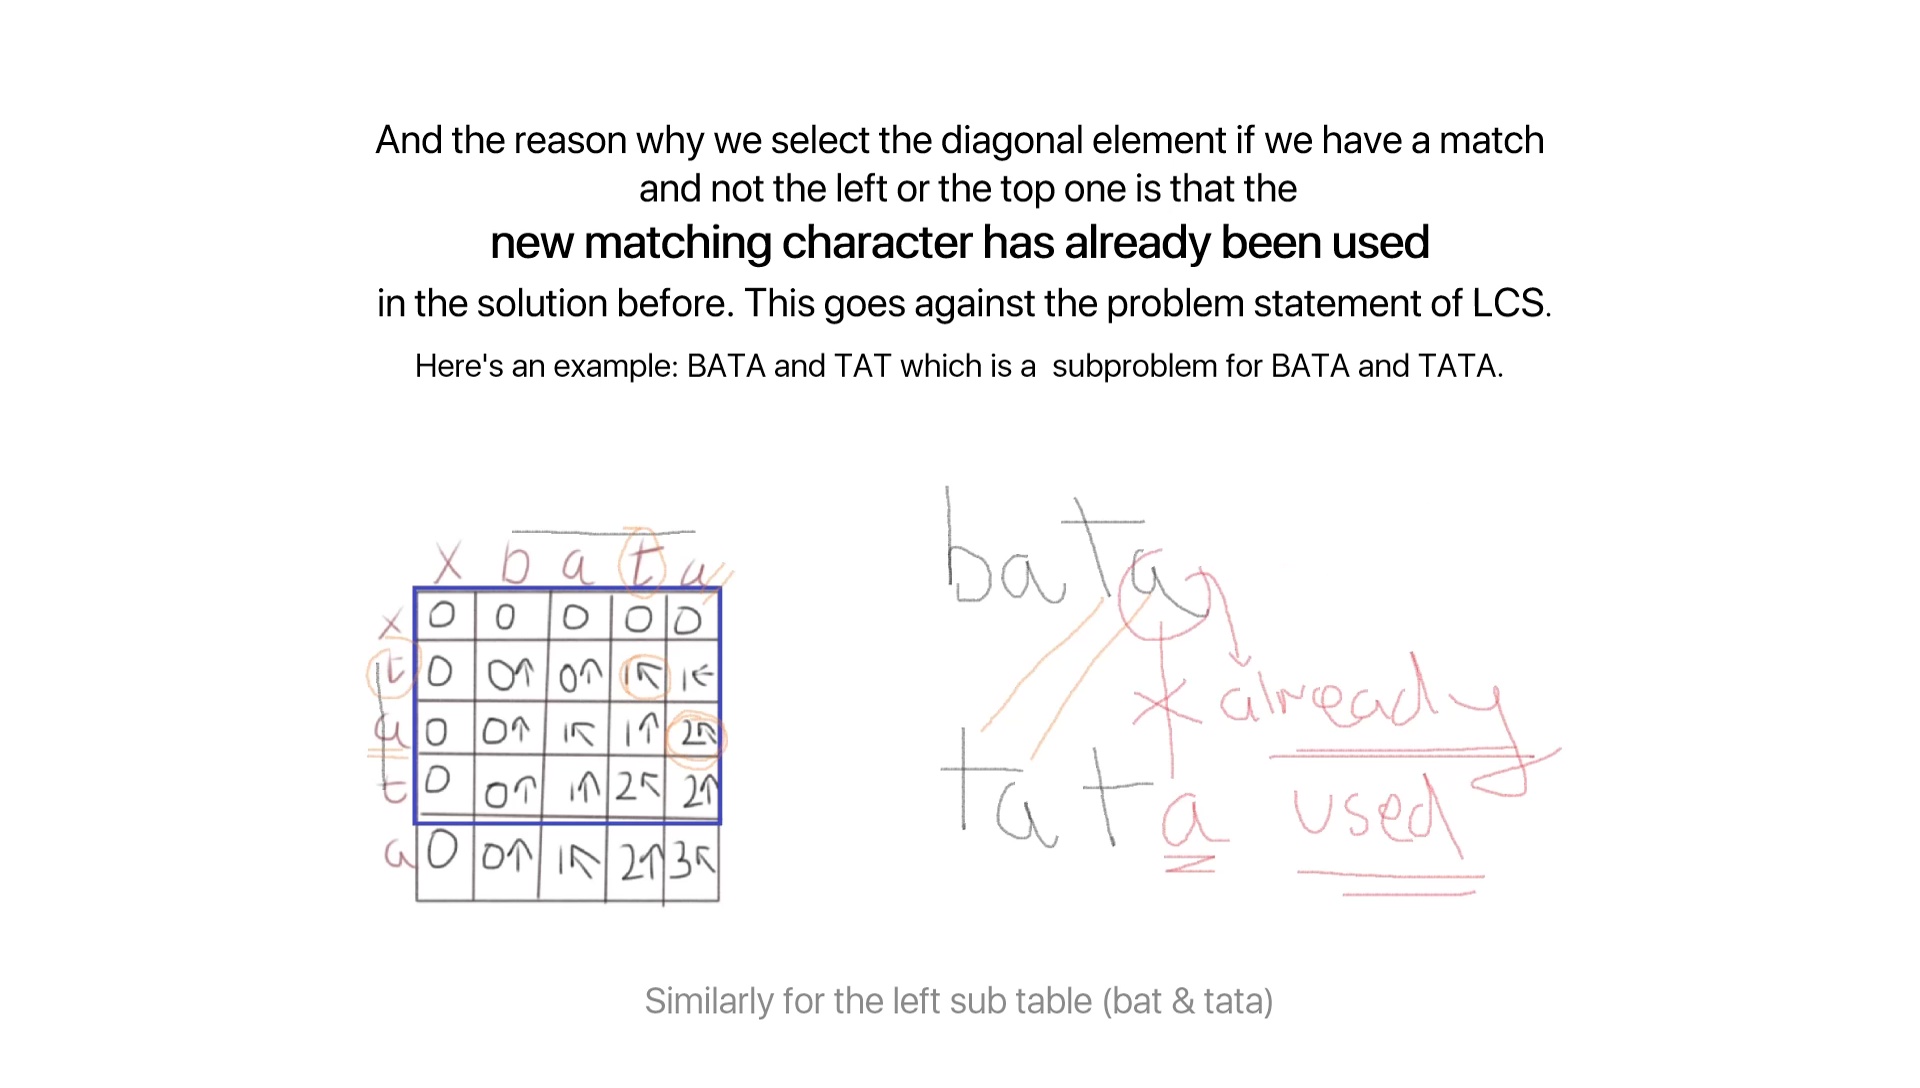 And the reason why we select the diagonal element if we have a match
and not the left or the top one is that the
new matching character has already been used
in the solution before. This goes against the problem statement of LCS.
Here's an example: BATA and TAT which is a subproblem for BATA and TATA.
x b a t a
x 0 0 0 0 0
t 0 0↑ 0↑ 1↖ 1←
a 0 0↑ 1↖ 1↑ 2↖
t 0 0↑ 1↑ 2↖ 2↑
a 0 0↑ 1↖ 2↑ 3↖
bata
already
tata used
Similarly for the left sub table (bat & tata)